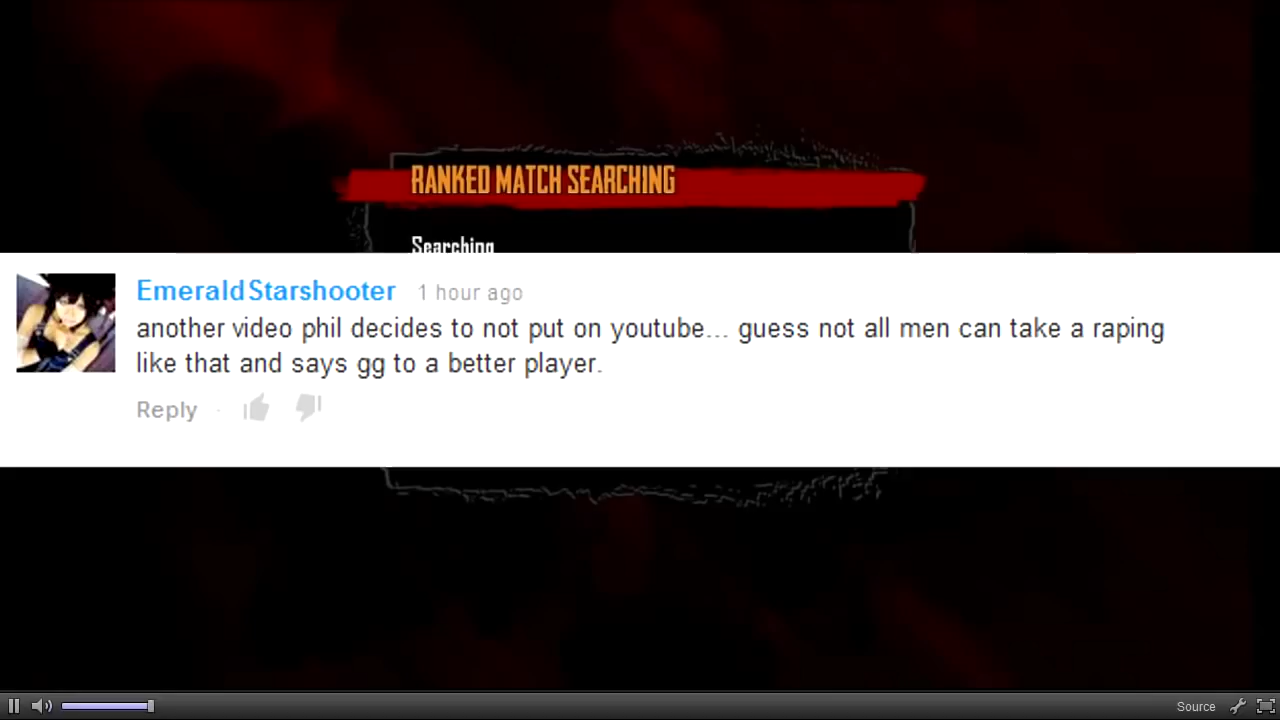 RANKED MATCH SEARCHING
Searching
EmeraldStarshooter 1 hour ago
another video phil decides to not put on youtube... guess not all men can take a raping
like that and says gg to a better player.
Reply ·
Source